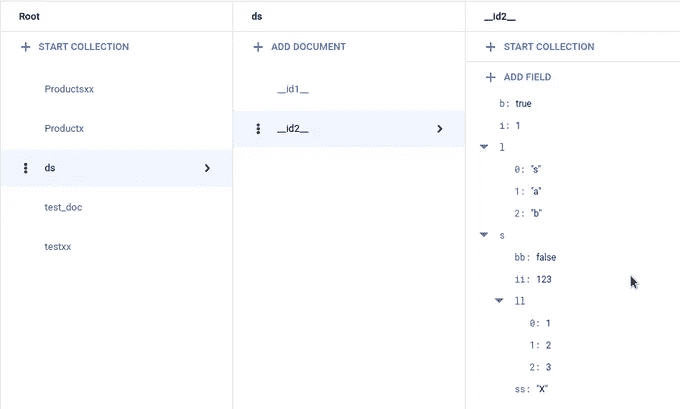 Root
+ START COLLECTION
Productsxx
Productx
ds
test_doc
testxx
ds
+ ADD DOCUMENT
__id1__
__id2__
__id2__
+ START COLLECTION
+ ADD FIELD
b: true
i: 1
l
0: "s"
1: "a"
2: "b"
s
bb: false
ii: 123
ll
0: 1
1: 2
2: 3
ss: "X"